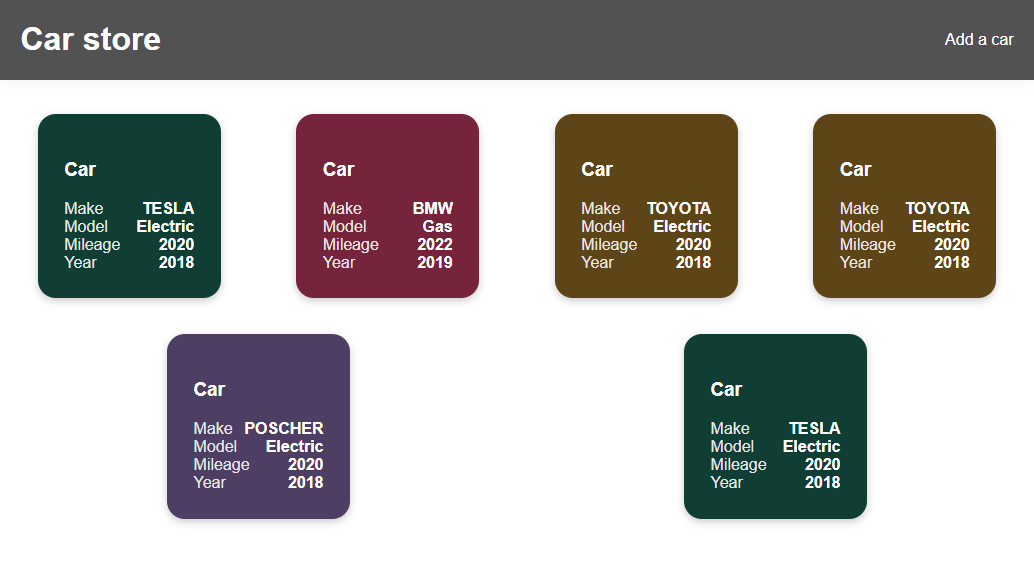 Car store
Add a car
Car
Make TESLA
Model Electric
Mileage 2020
Year 2018
Car
Make BMW
Model Gas
Mileage 2022
Year 2019
Car
Make TOYOTA
Model Electric
Mileage 2020
Year 2018
Car
Make TOYOTA
Model Electric
Mileage 2020
Year 2018
Car
Make POSCHER
Model Electric
Mileage 2020
Year 2018
Car
Make TESLA
Model Electric
Mileage 2020
Year 2018